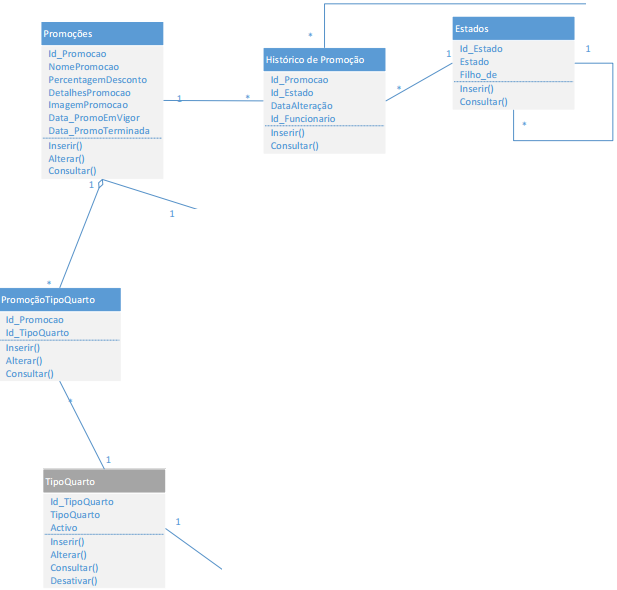 Promoções
Id_Promocao
NomePromocao
PercentagemDesconto
DetalhesPromocao
ImagemPromocao
Data_PromoEmVigor
Data_PromoTerminada
Inserir()
Alterar()
Consultar()
1
*
*
Histórico de Promoção
Id_Promocao
Id_Estado
DataAlteração
Id_Funcionario
Inserir()
Consultar()
*
1
Estados
Id_Estado
Estado
Filho_de
Inserir()
Consultar()
1
*
1
1
*
PromoçãoTipoQuarto
Id_Promocao
Id_TipoQuarto
Inserir()
Alterar()
Consultar()
*
1
TipoQuarto
Id_TipoQuarto
TipoQuarto
Activo
Inserir()
Alterar()
Consultar()
Desativar()
1